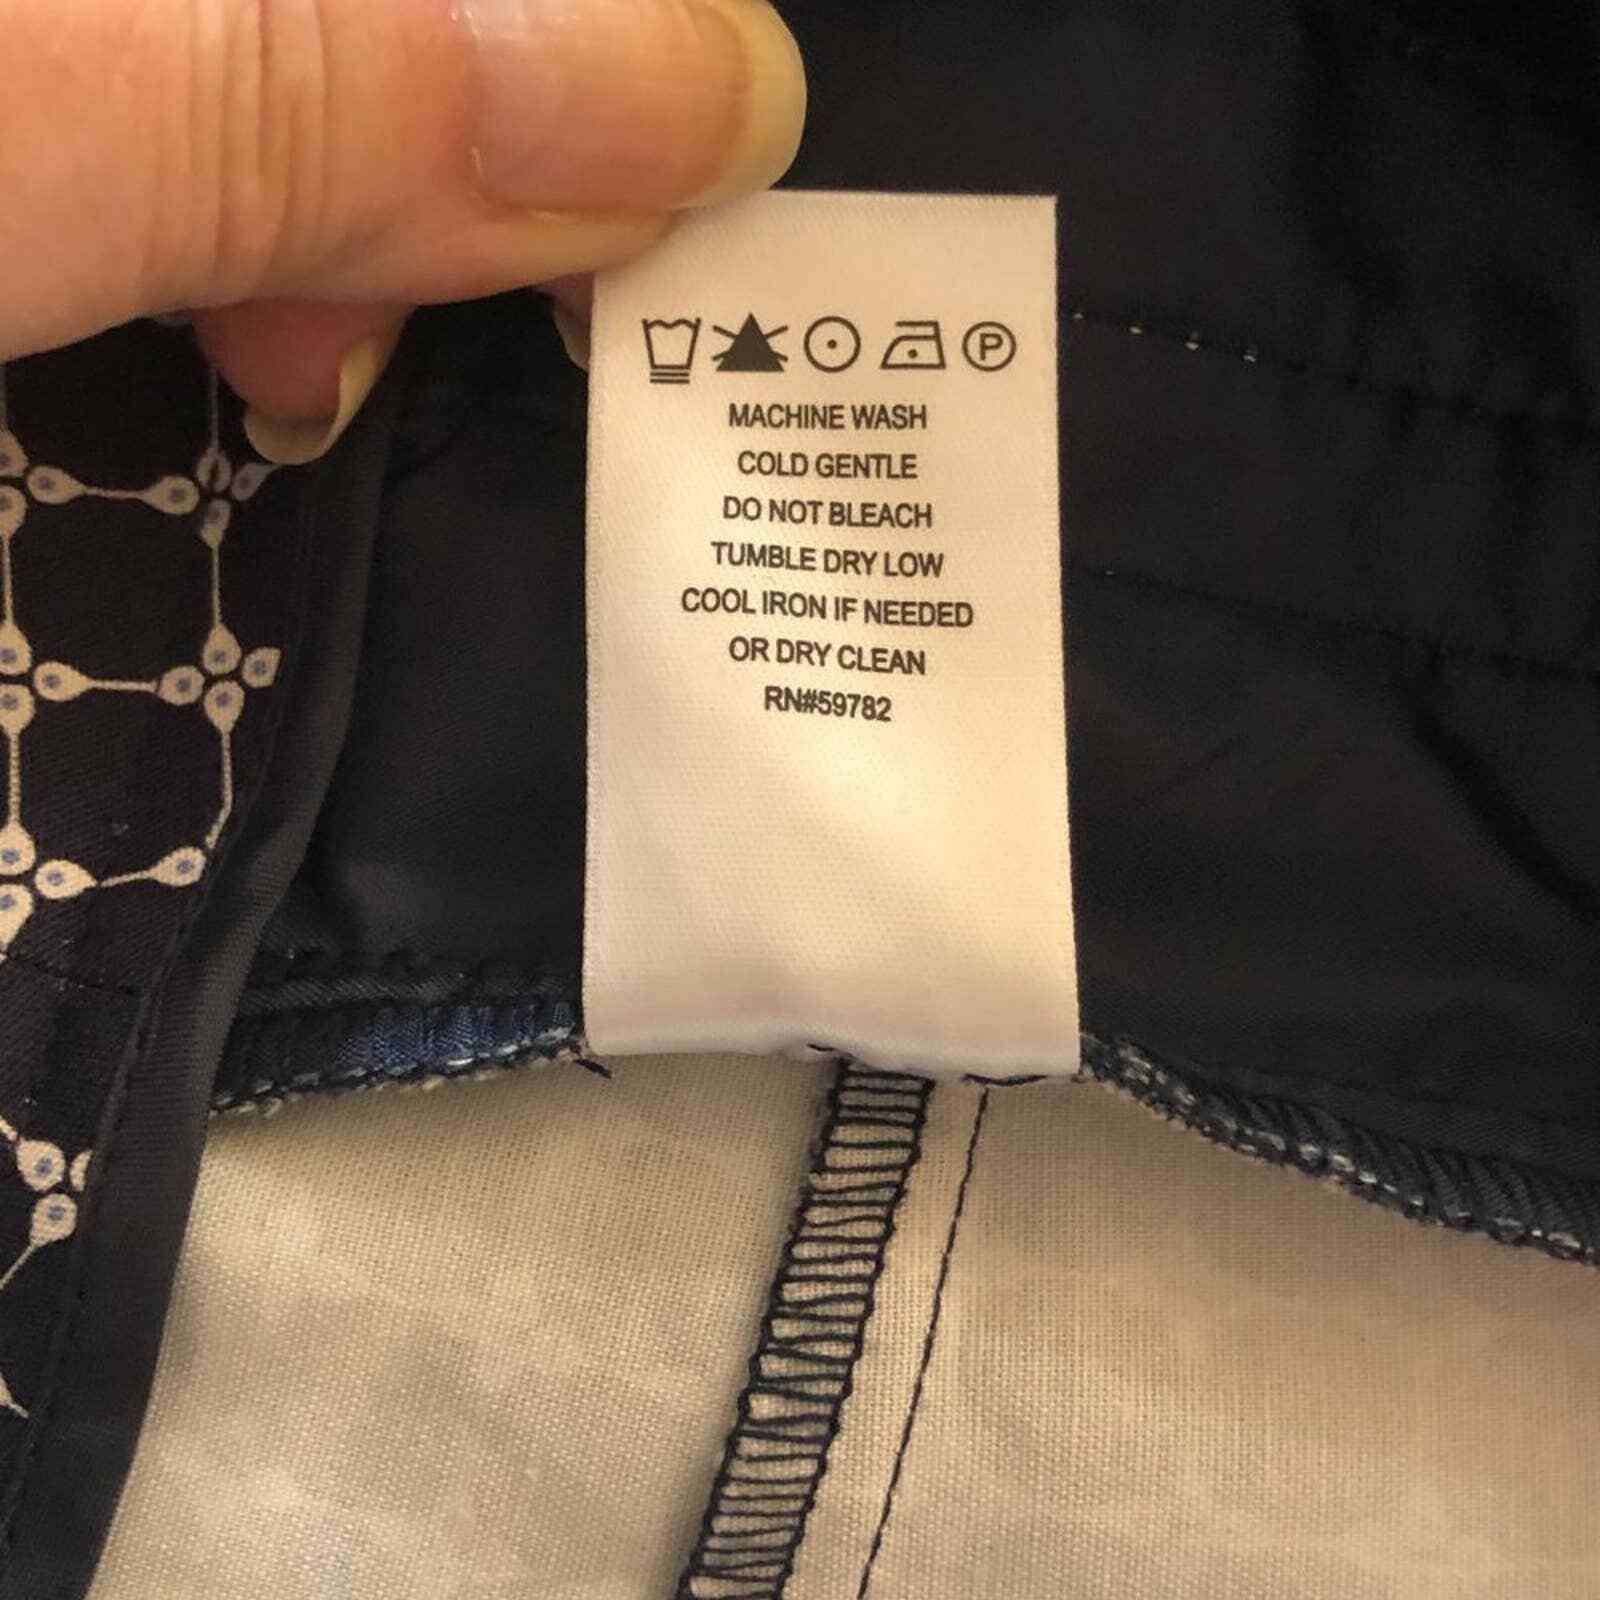 P
MACHINE WASH
COLD GENTLE
DO NOT BLEACH
TUMBLE DRY LOW
COOL IRON IF NEEDED
OR DRY CLEAN
RN#59782